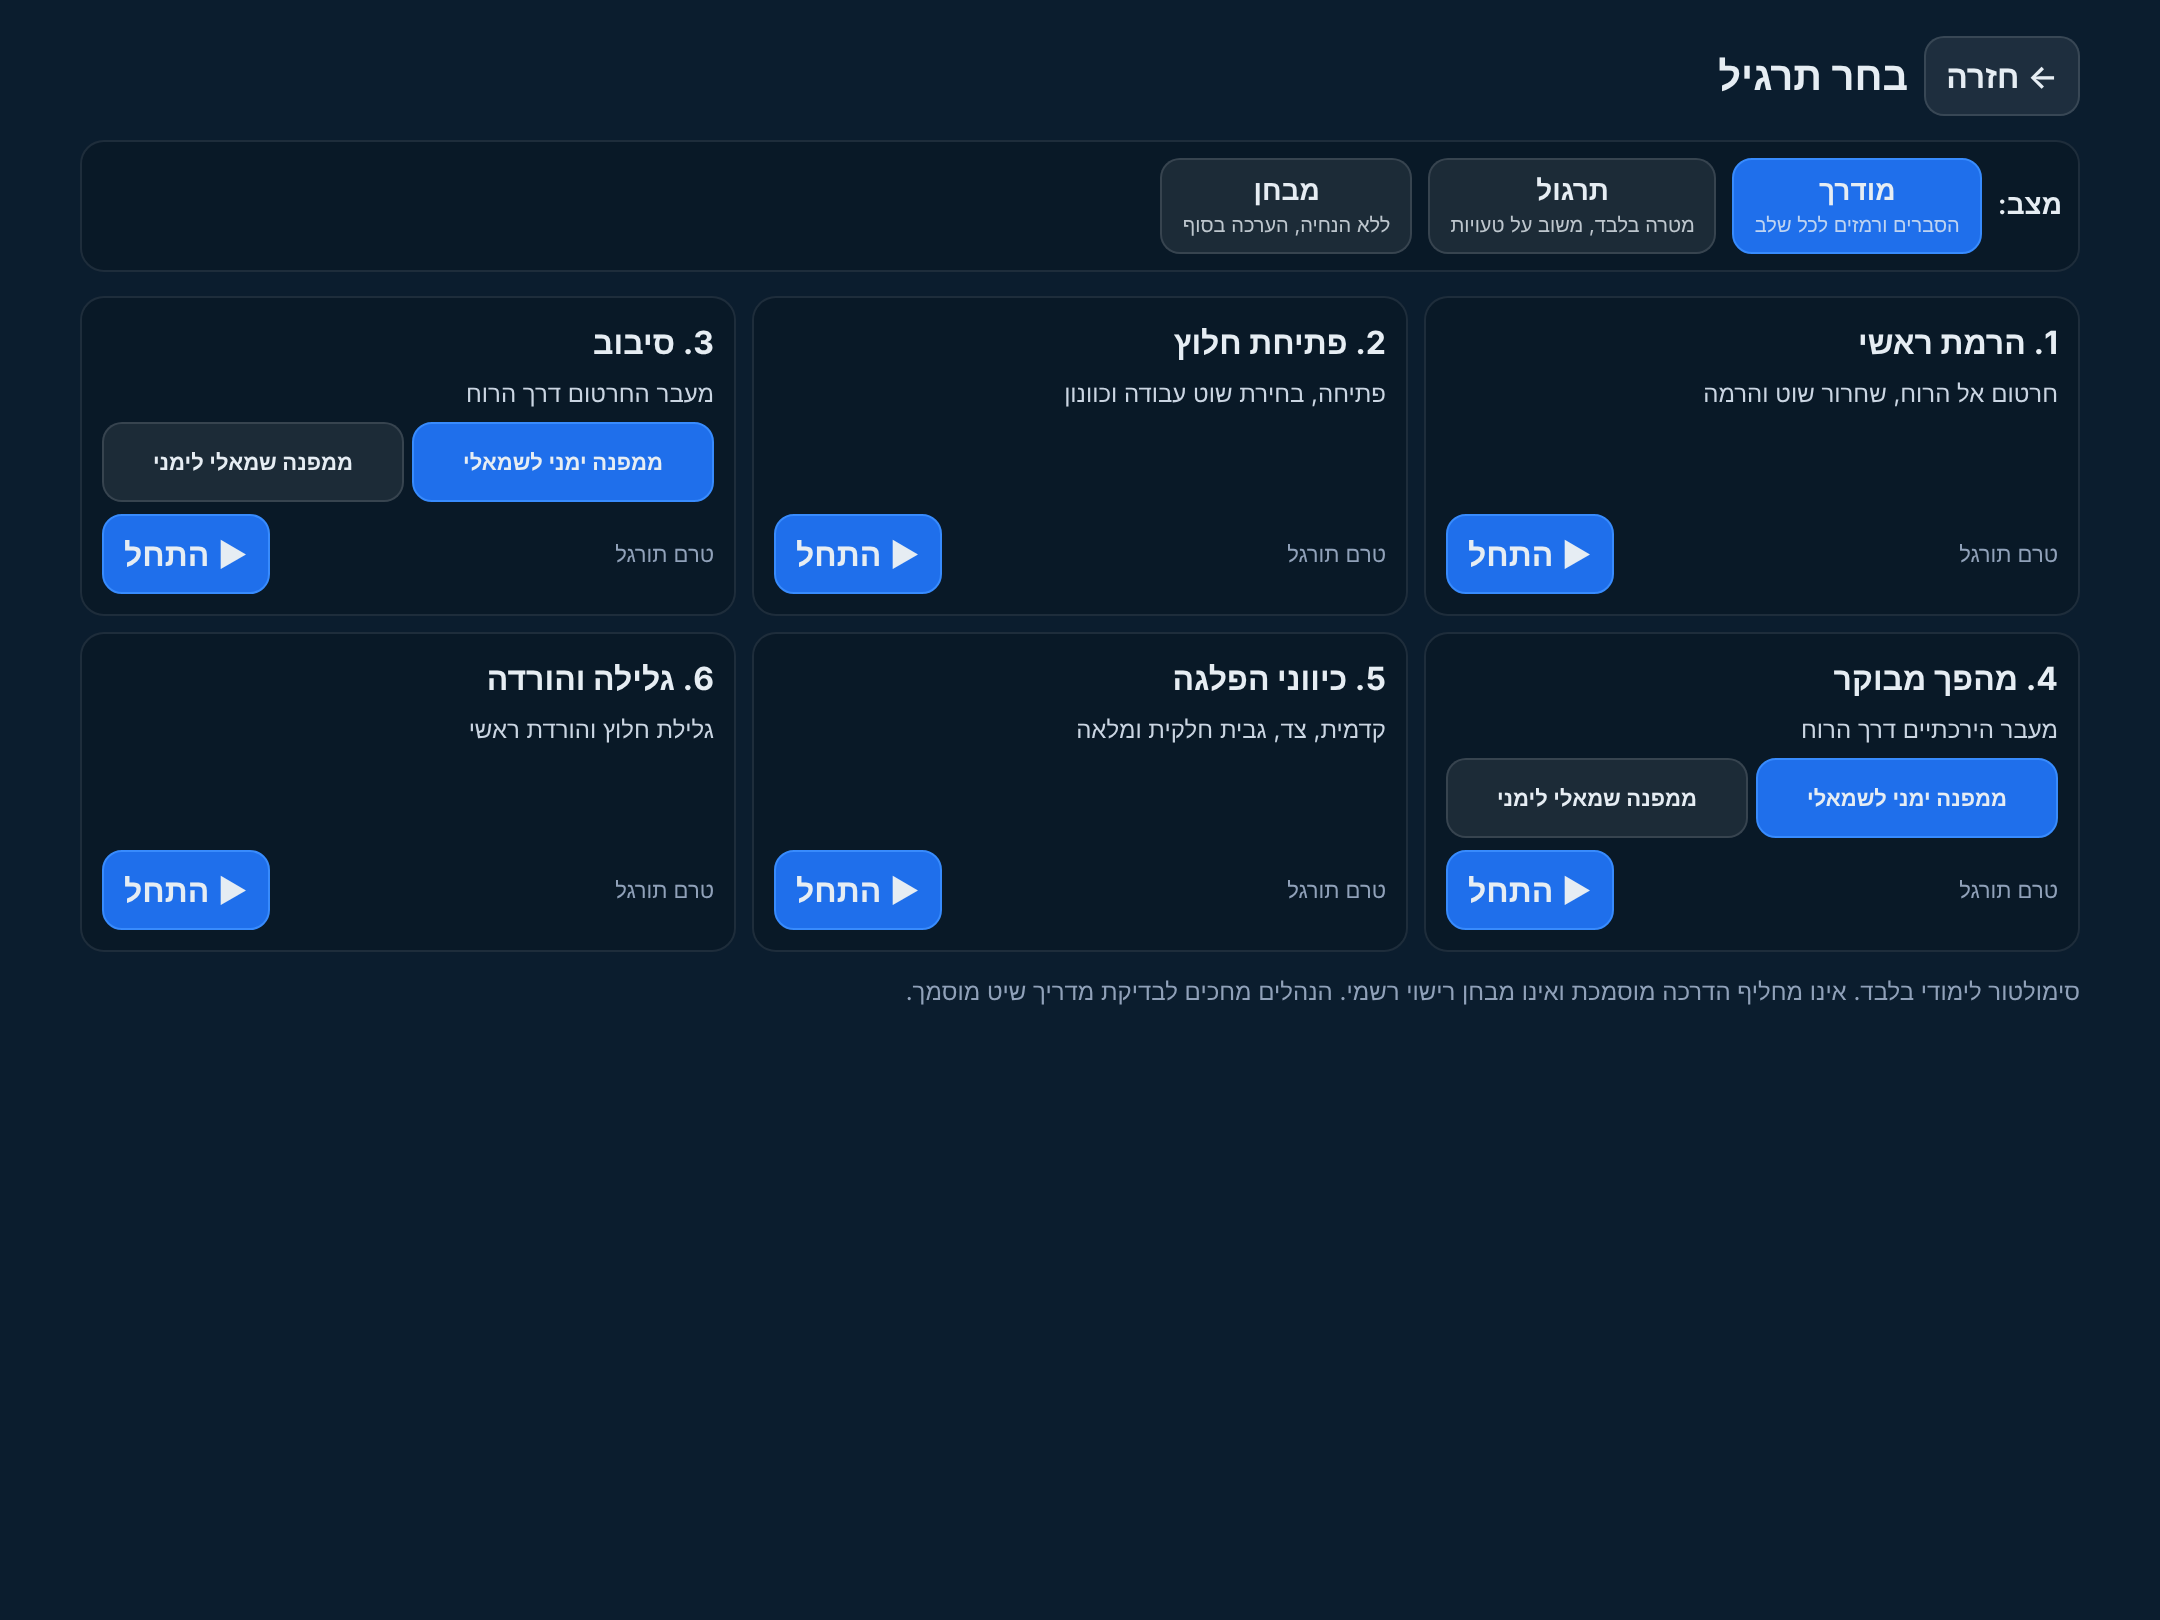 ← חזרה
בחר תרגיל
מצב:
מודרך
הסברים ורמזים לכל שלב
תרגול
מטרה בלבד, משוב על טעויות
מבחן
ללא הנחיה, הערכה בסוף
1. הרמת ראשי
חרטום אל הרוח, שחרור שוט והרמה
טרם תורגל
▶ התחל
2. פתיחת חלוץ
פתיחה, בחירת שוט עבודה וכוונון
טרם תורגל
▶ התחל
3. סיבוב
מעבר החרטום דרך הרוח
ממפנה ימני לשמאלי
ממפנה שמאלי לימני
טרם תורגל
▶ התחל
4. מהפך מבוקר
מעבר הירכתיים דרך הרוח
ממפנה ימני לשמאלי
ממפנה שמאלי לימני
טרם תורגל
▶ התחל
5. כיווני הפלגה
קדמית, צד, גבית חלקית ומלאה
טרם תורגל
▶ התחל
6. גלילה והורדה
גלילת חלוץ והורדת ראשי
טרם תורגל
▶ התחל
סימולטור לימודי בלבד. אינו מחליף הדרכה מוסמכת ואינו מבחן רישוי רשמי. הנהלים מחכים לבדיקת מדריך שיט מוסמך.